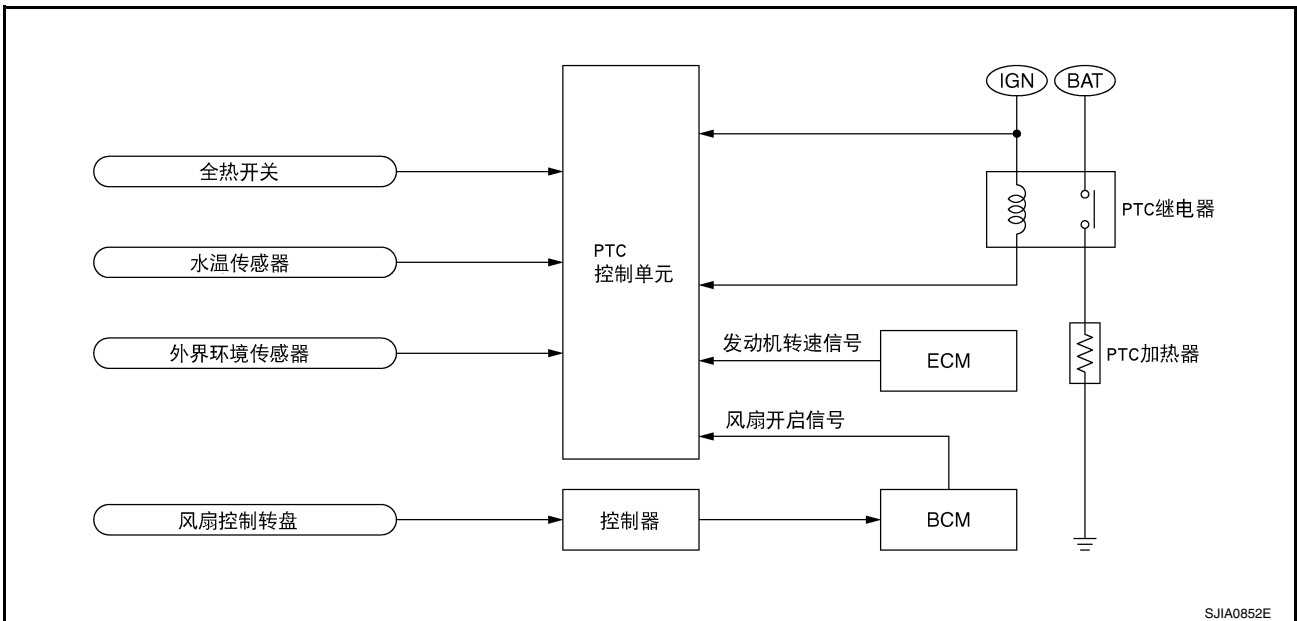 IGN
BAT
全热开关
PTC继电器
水温传感器
PTC
控制单元
外界环境传感器
发动机转速信号
ECM
PTC加热器
风扇开启信号
风扇控制转盘
控制器
BCM
SJIA0852E